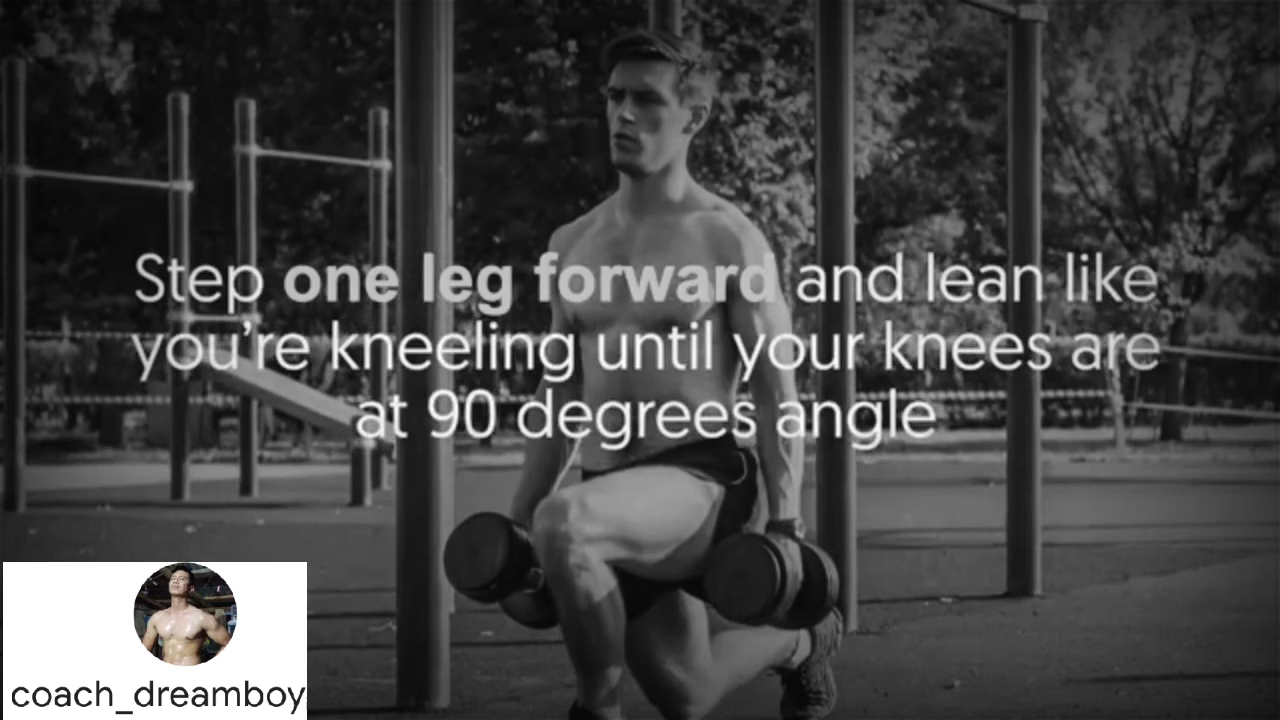 Step one leg forward and lean like
you're kneeling until your knees are
at 90 degrees angle
coach_dreamboy